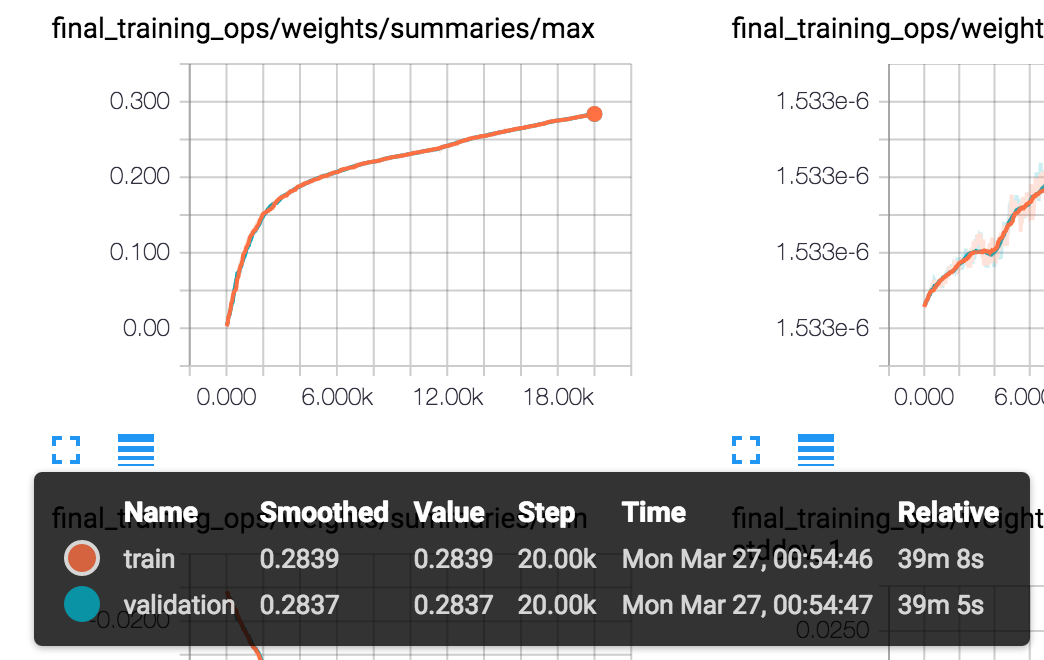 final_training_ops/weights/summaries/max
0.300
0.200
0.100
0.00
0.000 6.000k 12.00k 18.00k
final_training_ops/weight
1.533e-6
1.533e-6
1.533e-6
1.533e-6
0.000 6.000
final_training_ops/weights/summaries/min
final_training_ops/weight
stddev_1
Name Smoothed Value Step Time Relative
train 0.2839 0.2839 20.00k Mon Mar 27, 00:54:46 39m 8s
validation 0.2837 0.2837 20.00k Mon Mar 27, 00:54:47 39m 5s
-0.0200
0.0250